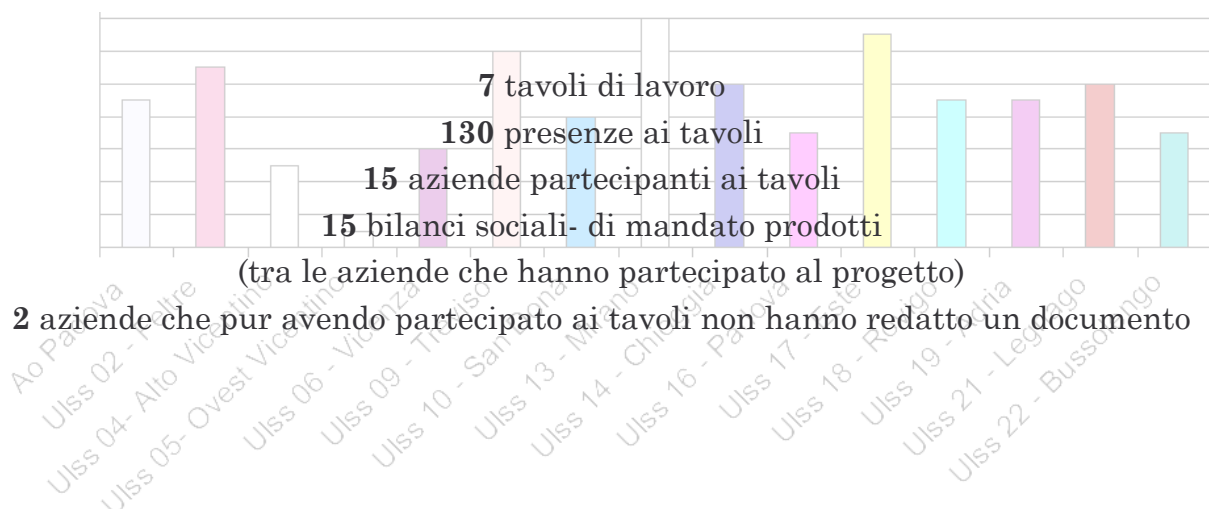 7 tavoli di lavoro
130 presenze ai tavoli
15 aziende partecipanti ai tavoli
15 bilanci sociali- di mandato prodotti
(tra le aziende che hanno partecipato al progetto)
2 aziende che pur avendo partecipato ai tavoli non hanno redatto un documento
Ao Padova
Ulss 02 - Feltre
Ulss 04- Alto Vicentino
Ulss 05- Ovest Vicentino
Ulss 06 - Vicenza
Ulss 09 - Treviso
Ulss 10 - San Dona
Ulss 13 - Mirano
Ulss 14 - Chioggia
Ulss 16 - Padova
Ulss 17 - Este
Ulss 18 - Rovigo
Ulss 19 - Adria
Ulss 21 - Legnago
Ulss 22 - Bussolengo